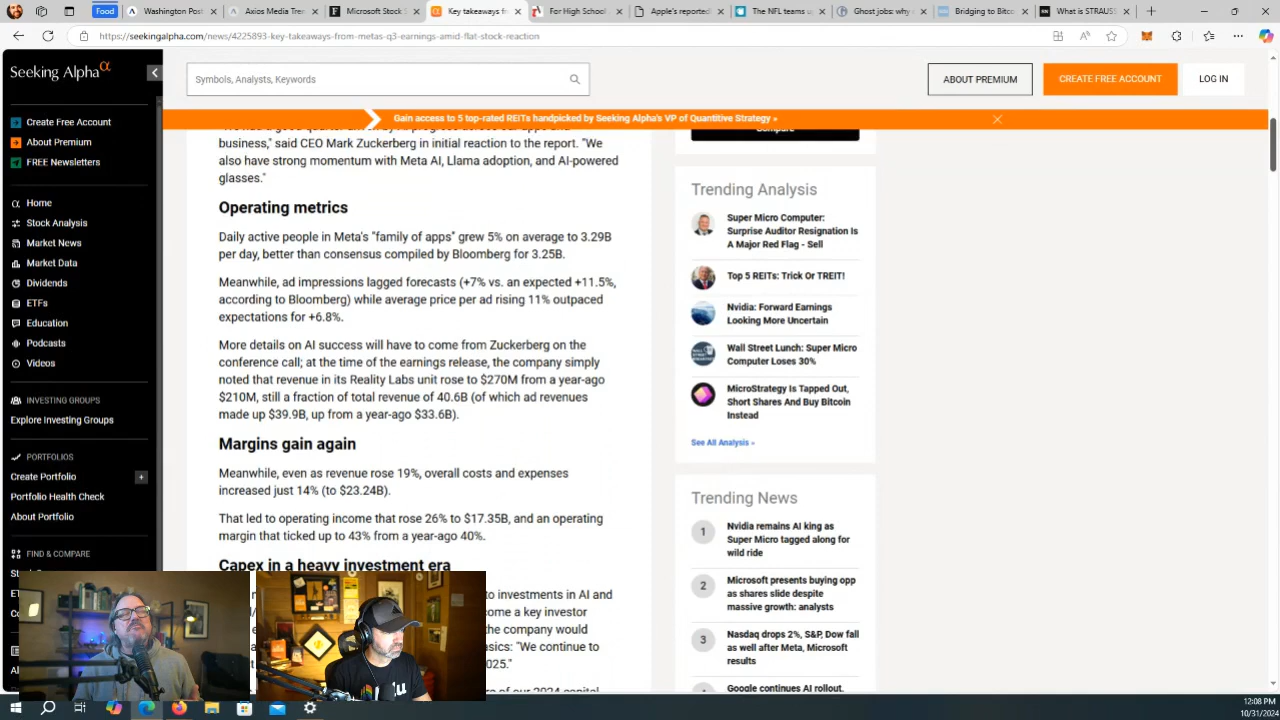 Food
Washington Post
Axios Media Tren
Microsoft Stock
Key takeaways fr
For High School
Apple's reported
The NFL teams
Ghost jobs why
Bridging to Bitco
What is STRAUS
https://seekingalpha.com/news/4225893-key-takeaways-from-metas-q3-earnings-amid-flat-stock-reaction
Seeking Alpha α
Symbols, Analysts, Keywords
ABOUT PREMIUM
CREATE FREE ACCOUNT
LOG IN
Gain access to 5 top-rated REITs handpicked by Seeking Alpha's VP of Quantitive Strategy »
Create Free Account
About Premium
FREE Newsletters
Home
Stock Analysis
Market News
Market Data
Dividends
ETFs
Education
Podcasts
Videos
INVESTING GROUPS
Explore Investing Groups
PORTFOLIOS
Create Portfolio
+
Portfolio Health Check
About Portfolio
FIND & COMPARE
business," said CEO Mark Zuckerberg in initial reaction to the report. "We
also have strong momentum with Meta AI, Llama adoption, and AI-powered
glasses."
Operating metrics
Daily active people in Meta's "family of apps" grew 5% on average to 3.29B
per day, better than consensus compiled by Bloomberg for 3.25B.
Meanwhile, ad impressions lagged forecasts (+7% vs. an expected +11.5%,
according to Bloomberg) while average price per ad rising 11% outpaced
expectations for +6.8%.
More details on AI success will have to come from Zuckerberg on the
conference call; at the time of the earnings release, the company simply
noted that revenue in its Reality Labs unit rose to $270M from a year-ago
$210M, still a fraction of total revenue of 40.6B (of which ad revenues
made up $39.9B, up from a year-ago $33.6B).
Margins gain again
Meanwhile, even as revenue rose 19%, overall costs and expenses
increased just 14% (to $23.24B).
That led to operating income that rose 26% to $17.35B, and an operating
margin that ticked up to 43% from a year-ago 40%.
Capex in a heavy investment era
to investments in AI and
come a key investor
the company would
asics: "We continue to
025."
rs of our 2024 capital
Compare
Trending Analysis
Super Micro Computer:
Surprise Auditor Resignation Is
A Major Red Flag - Sell
Top 5 REITs: Trick Or TREIT!
Nvidia: Forward Earnings
Looking More Uncertain
Wall Street Lunch: Super Micro
Computer Loses 30%
MicroStrategy Is Tapped Out,
Short Shares And Buy Bitcoin
Instead
See All Analysis »
Trending News
1
Nvidia remains AI king as
Super Micro tagged along for
wild ride
2
Microsoft presents buying opp
as shares slide despite
massive growth: analysts
3
Nasdaq drops 2%, S&P, Dow fall
as well after Meta, Microsoft
results
Google continues AI rollout,
12:08 PM
10/31/2024